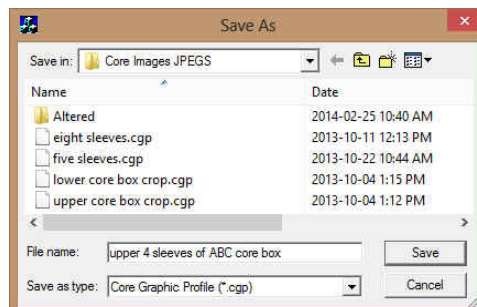 Save As
Save in: Core Images JPEGS
Name Date
Altered 2014-02-25 10:40 AM
eight sleeves.cgp 2013-10-11 12:13 PM
five sleeves.cgp 2013-10-22 10:44 AM
lower core box crop.cgp 2013-10-04 1:15 PM
upper core box crop.cgp 2013-10-04 1:12 PM
File name: upper 4 sleeves of ABC core box Save
Save as type: Core Graphic Profile (*.cgp) Cancel